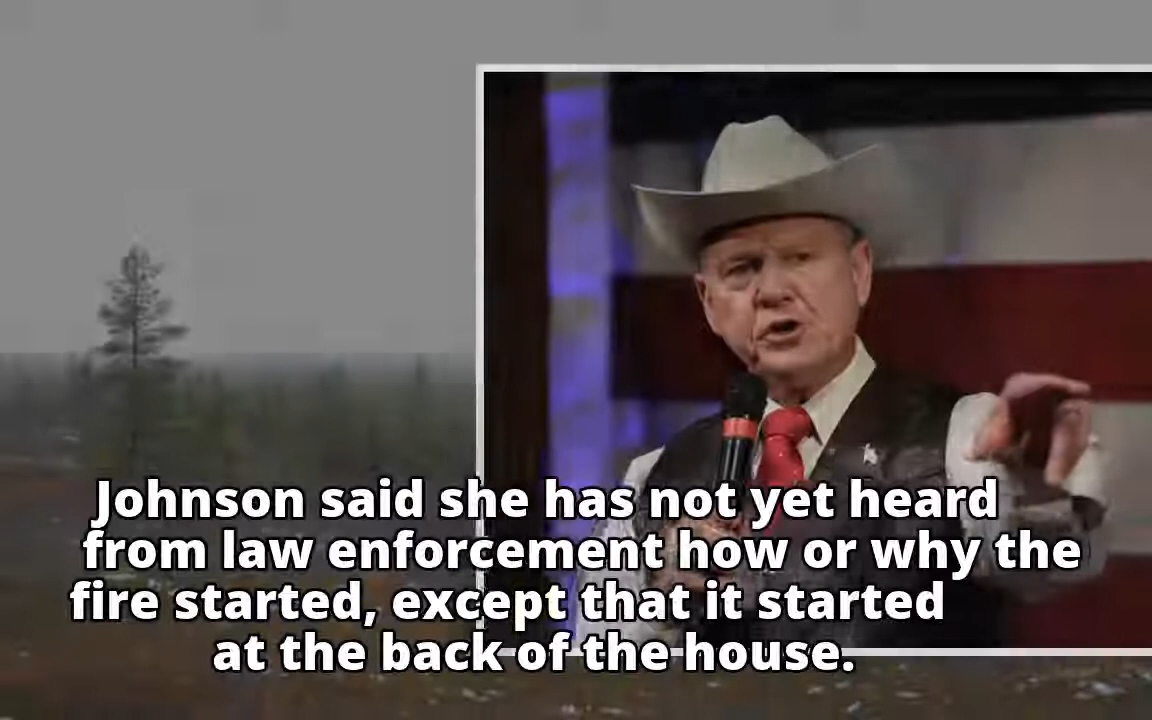 Johnson said she has not yet heard
from law enforcement how or why the
fire started, except that it started
at the back of the house.